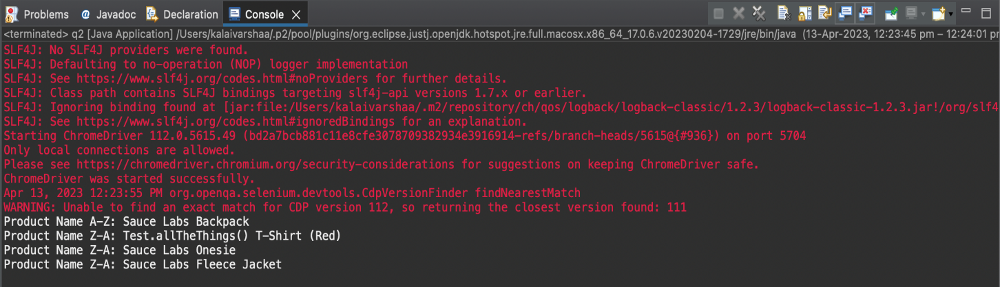 Problems @ Javadoc Declaration Console
<terminated> q2 [Java Application] /Users/kalaivarshaa/.p2/pool/plugins/org.eclipse.justj.openjdk.hotspot.jre.full.macosx.x86_64_17.0.6.v20230204-1729/jre/bin/java (13-Apr-2023, 12:23:45 pm – 12:24:01 pr
SLF4J: No SLF4J providers were found.
SLF4J: Defaulting to no-operation (NOP) logger implementation
SLF4J: See https://www.slf4j.org/codes.html#noProviders for further details.
SLF4J: Class path contains SLF4J bindings targeting slf4j-api versions 1.7.x or earlier.
SLF4J: Ignoring binding found at [jar:file:/Users/kalaivarshaa/.m2/repository/ch/qos/logback/logback-classic/1.2.3/logback-classic-1.2.3.jar!/org/slf4
SLF4J: See https://www.slf4j.org/codes.html#ignoredBindings for an explanation.
Starting ChromeDriver 112.0.5615.49 (bd2a7bcb881c11e8cfe3078709382934e3916914-refs/branch-heads/5615@{#936}) on port 5704
Only local connections are allowed.
Please see https://chromedriver.chromium.org/security-considerations for suggestions on keeping ChromeDriver safe.
ChromeDriver was started successfully.
Apr 13, 2023 12:23:55 PM org.openqa.selenium.devtools.CdpVersionFinder findNearestMatch
WARNING: Unable to find an exact match for CDP version 112, so returning the closest version found: 111
Product Name A-Z: Sauce Labs Backpack
Product Name Z-A: Test.allTheThings() T-Shirt (Red)
Product Name Z-A: Sauce Labs Onesie
Product Name Z-A: Sauce Labs Fleece Jacket